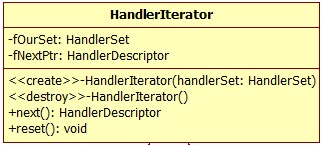 HandlerIterator
-fOurSet: HandlerSet
-fNextPtr: HandlerDescriptor
<<create>>-HandlerIterator(handlerSet: HandlerSet)
<<destroy>>-HandlerIterator()
+next(): HandlerDescriptor
+reset(): void